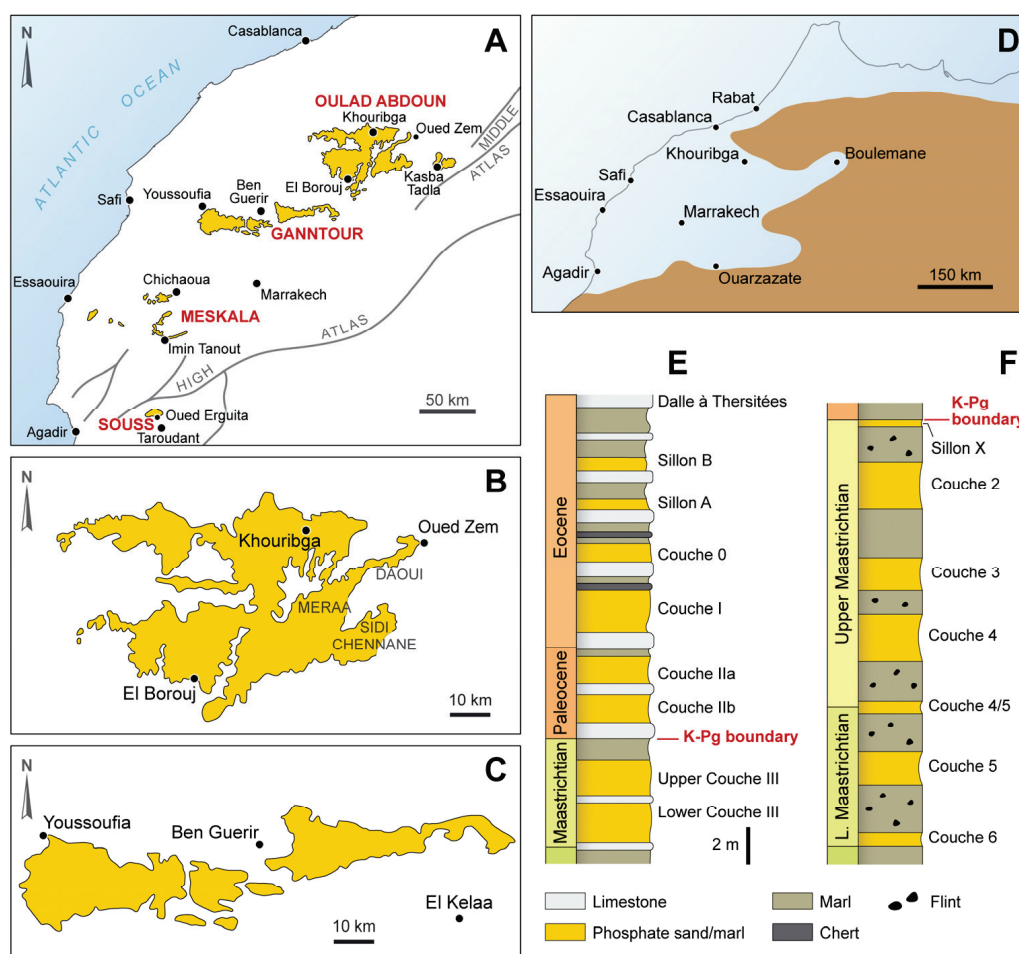 N
A
Casablanca
ATLANTIC OCEAN
OULAD ABDOUN
Khouribga
Oued Zem
MIDDLE
ATLAS
Kasba
Tadla
El Borouj
Safi
Youssoufia
Ben
Guerir
GANNTOUR
Essaouira
Chichaoua
Marrakech
MESKALA
Imin Tanout
HIGH ATLAS
50 km
SOUSS
Oued Erguita
Agadir
Taroudant
D
Rabat
Casablanca
Khouribga
Boulemane
Safi
Essaouira
Marrakech
Agadir
Ouarzazate
150 km
N
B
Khouribga
Oued Zem
DAOUI
MERAA
SIDI
CHENNANE
El Borouj
10 km
N
C
Youssoufia
Ben Guerir
El Kelaa
10 km
E
Eocene
Paleocene
Maastrichtian
Dalle à Thersitées
Sillon B
Sillon A
Couche 0
Couche I
Couche IIa
Couche IIb
K-Pg boundary
Upper Couche III
Lower Couche III
2 m
F
Upper Maastrichtian
L. Maastrichtian
K-Pg
boundary
Sillon X
Couche 2
Couche 3
Couche 4
Couche 4/5
Couche 5
Couche 6
Limestone
Marl
Flint
Phosphate sand/marl
Chert